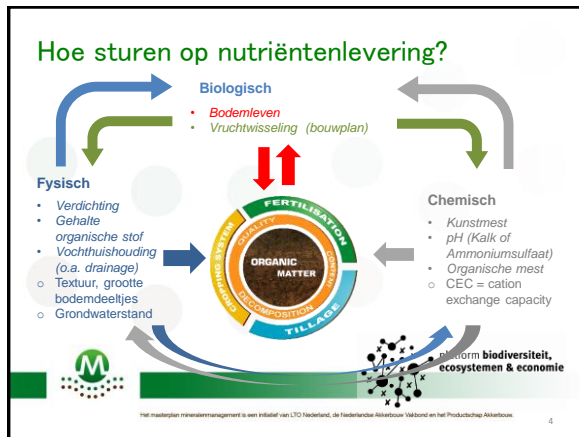 Hoe sturen op nutriëntenlevering?
Biologisch
• Bodemleven
• Vruchtwisseling (bouwplan)
Fysisch
• Verdichting
• Gehalte
organische stof
• Vochthuishouding
(o.a. drainage)
o Textuur, grootte
bodemdeeltjes
o Grondwaterstand
FERTILISATION
CROPPING SYSTEM
TILLAGE
QUALITY
CONTENT
DECOMPOSITION
ORGANIC
MATTER
Chemisch
• Kunstmest
• pH (Kalk of
Ammoniumsulfaat)
• Organische mest
o CEC = cation
exchange capacity
M
biodiversiteit,
ecosystemen & economie
Het masterplan mineralenmanagement is een initiatief van LTO Nederland, de Nederlandse Akkerbouw Vakbond en het Productschap Akkerbouw.
4